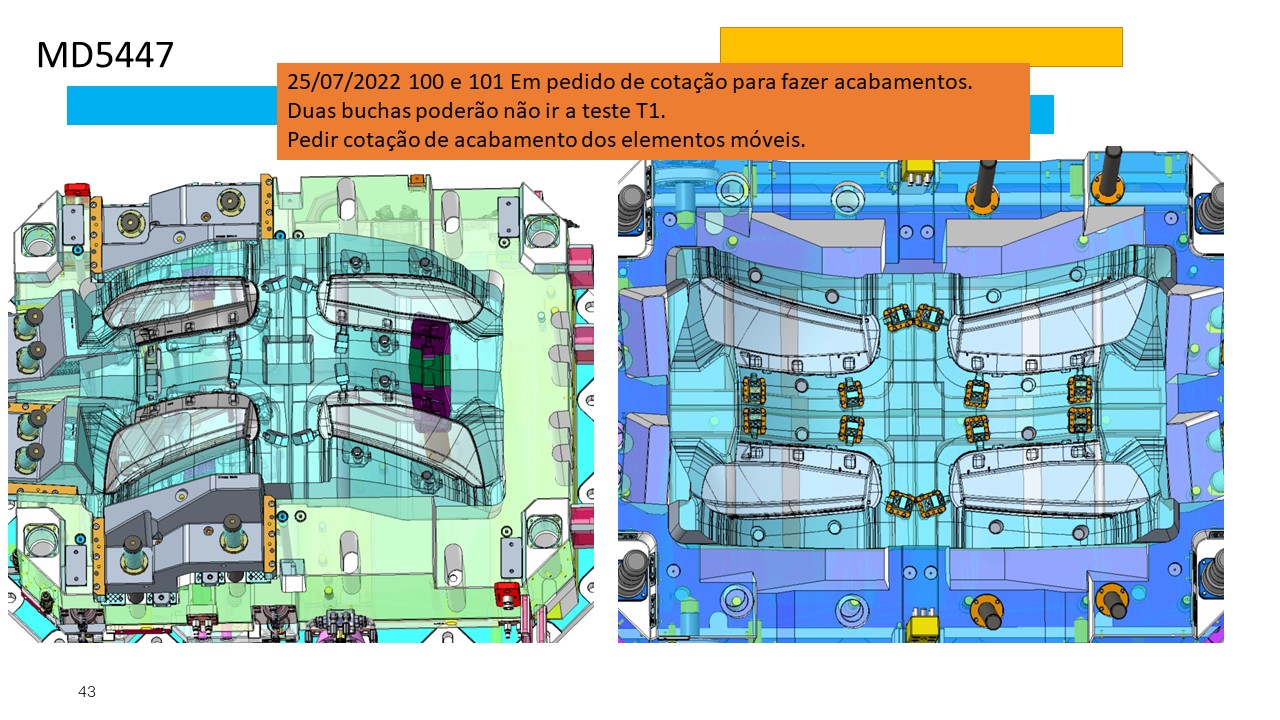 MD5447
25/07/2022 100 e 101 Em pedido de cotação para fazer acabamentos.
Duas buchas poderão não ir a teste T1.
Pedir cotação de acabamento dos elementos móveis.
43